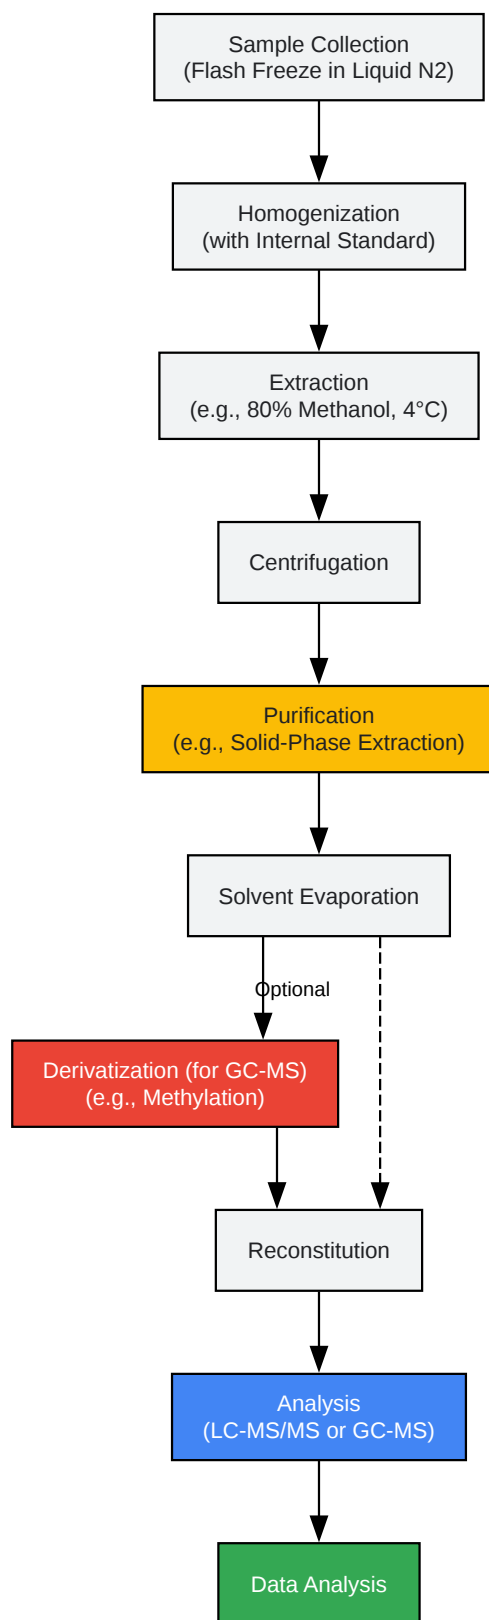 Sample Collection
(Flash Freeze in Liquid N2)
Homogenization
(with Internal Standard)
Extraction
(e.g., 80% Methanol, 4°C)
Centrifugation
Purification
(e.g., Solid-Phase Extraction)
Solvent Evaporation
Optional
Derivatization (for GC-MS)
(e.g., Methylation)
Reconstitution
Analysis
(LC-MS/MS or GC-MS)
Data Analysis